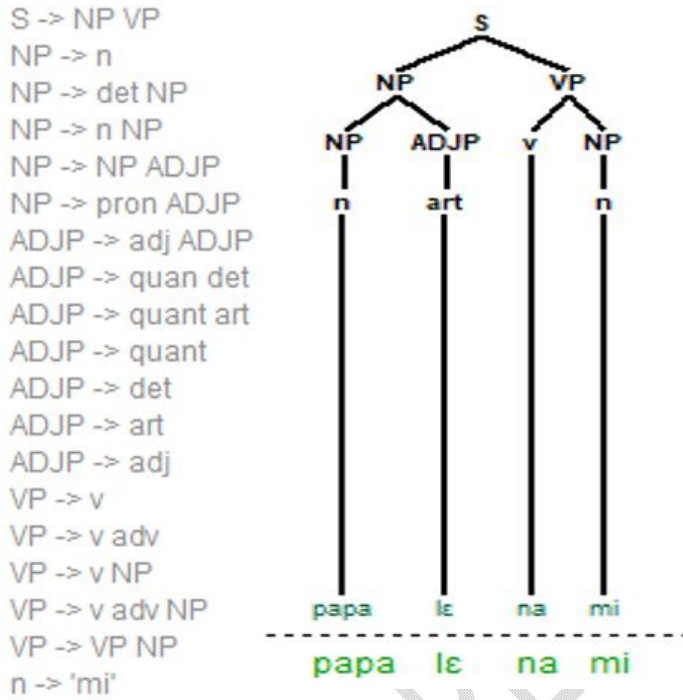 S -> NP VP
NP -> n
NP -> det NP
NP -> n NP
NP -> NP ADJP
NP -> pron ADJP
ADJP -> adj ADJP
ADJP -> quan det
ADJP -> quant art
ADJP -> quant
ADJP -> det
ADJP -> art
ADJP -> adj
VP -> v
VP -> v adv
VP -> v NP
VP -> v adv NP
VP -> VP NP
n -> 'mi'
S
NP VP
NP ADJP v NP
n art n
papa lɛ na mi
papa lɛ na mi